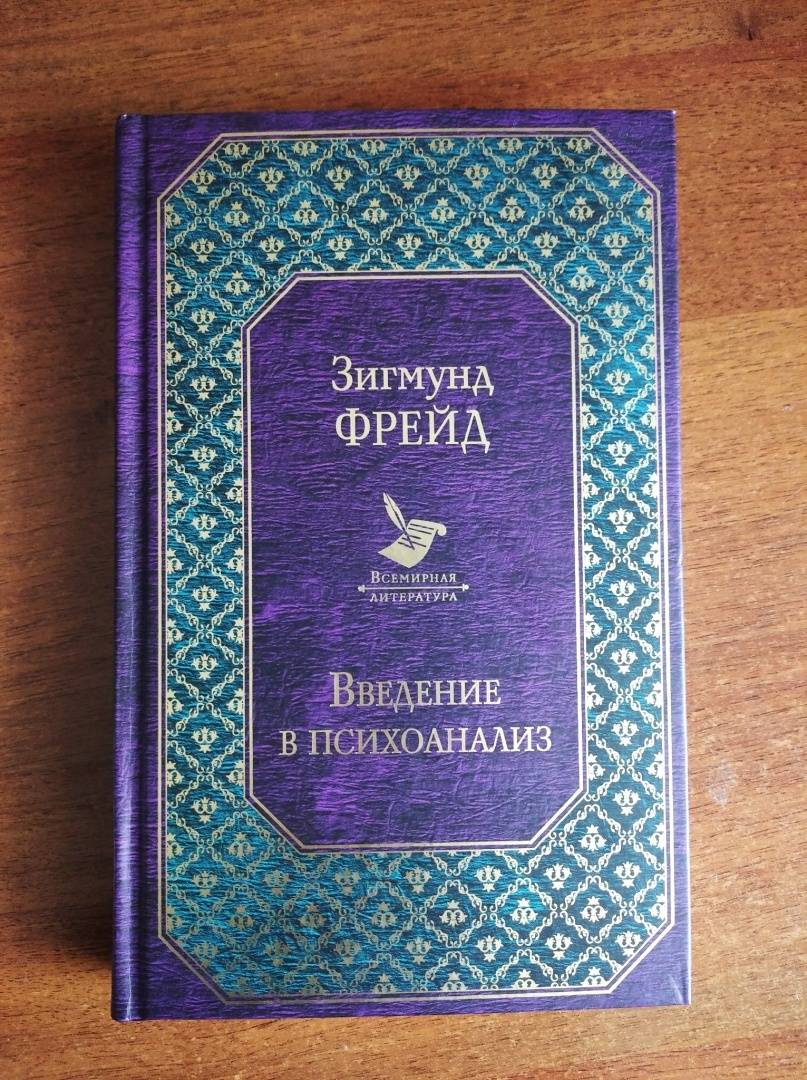 Зигмунд
ФРЕЙД
Всемирная
литература
Введение
в психоанализ